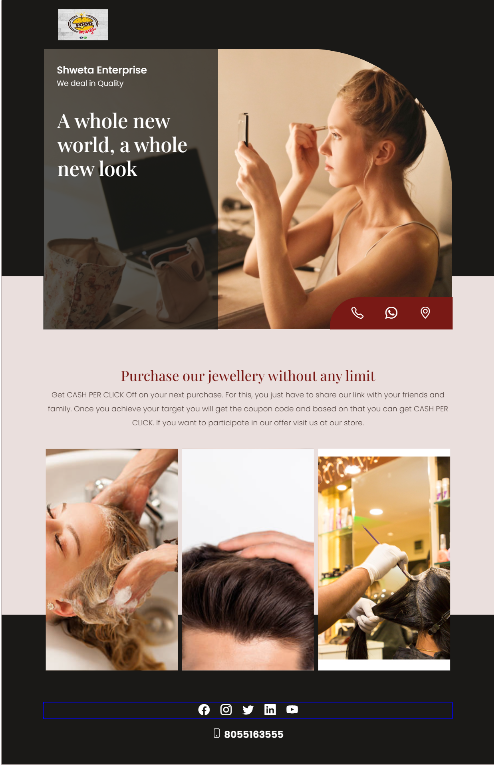 Shweta Enterprise
We deal in Quality
A whole new
world, a whole
new look
Purchase our jewellery without any limit
Get CASH PER CLICK Off on your next purchase. For this, you just have to share our link with your friends and
family. Once you achieve your target you will get the coupon code and based on that you can get CASH PER
CLICK. If you want to participate in our offer visit us at our store.
8055163555